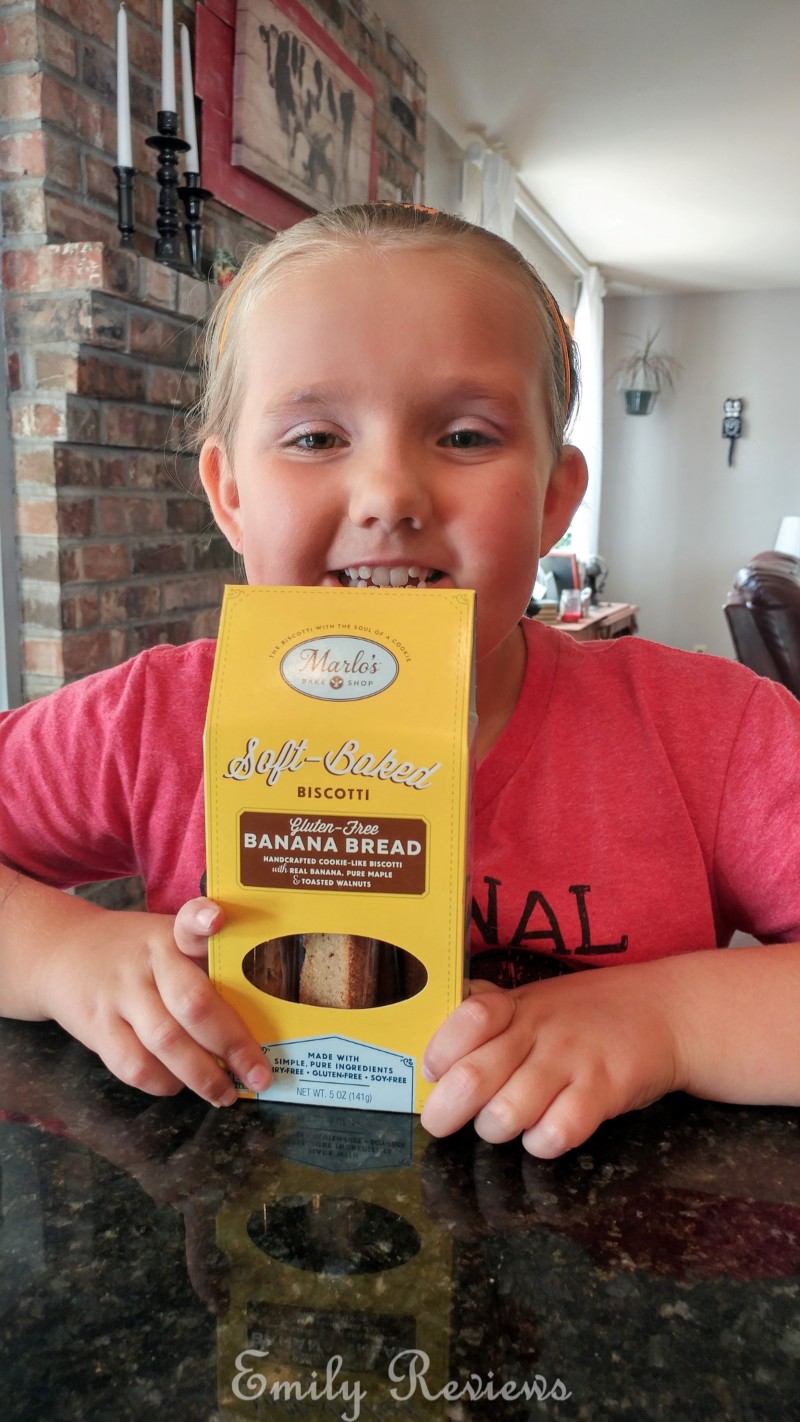 THE BISCOTTI WITH THE SOUL OF A COOKIE
Marlo's
BAKE SHOP
Soft-Baked
BISCOTTI
Gluten-Free
BANANA BREAD
HANDCRAFTED COOKIE-LIKE BISCOTTI
with REAL BANANA, PURE MAPLE
& TOASTED WALNUTS
NAL
MADE WITH
SIMPLE, PURE INGREDIENTS
RY-FREE • GLUTEN-FREE • SOY-FREE
NET WT. 5 OZ (141g)
Emily Reviews